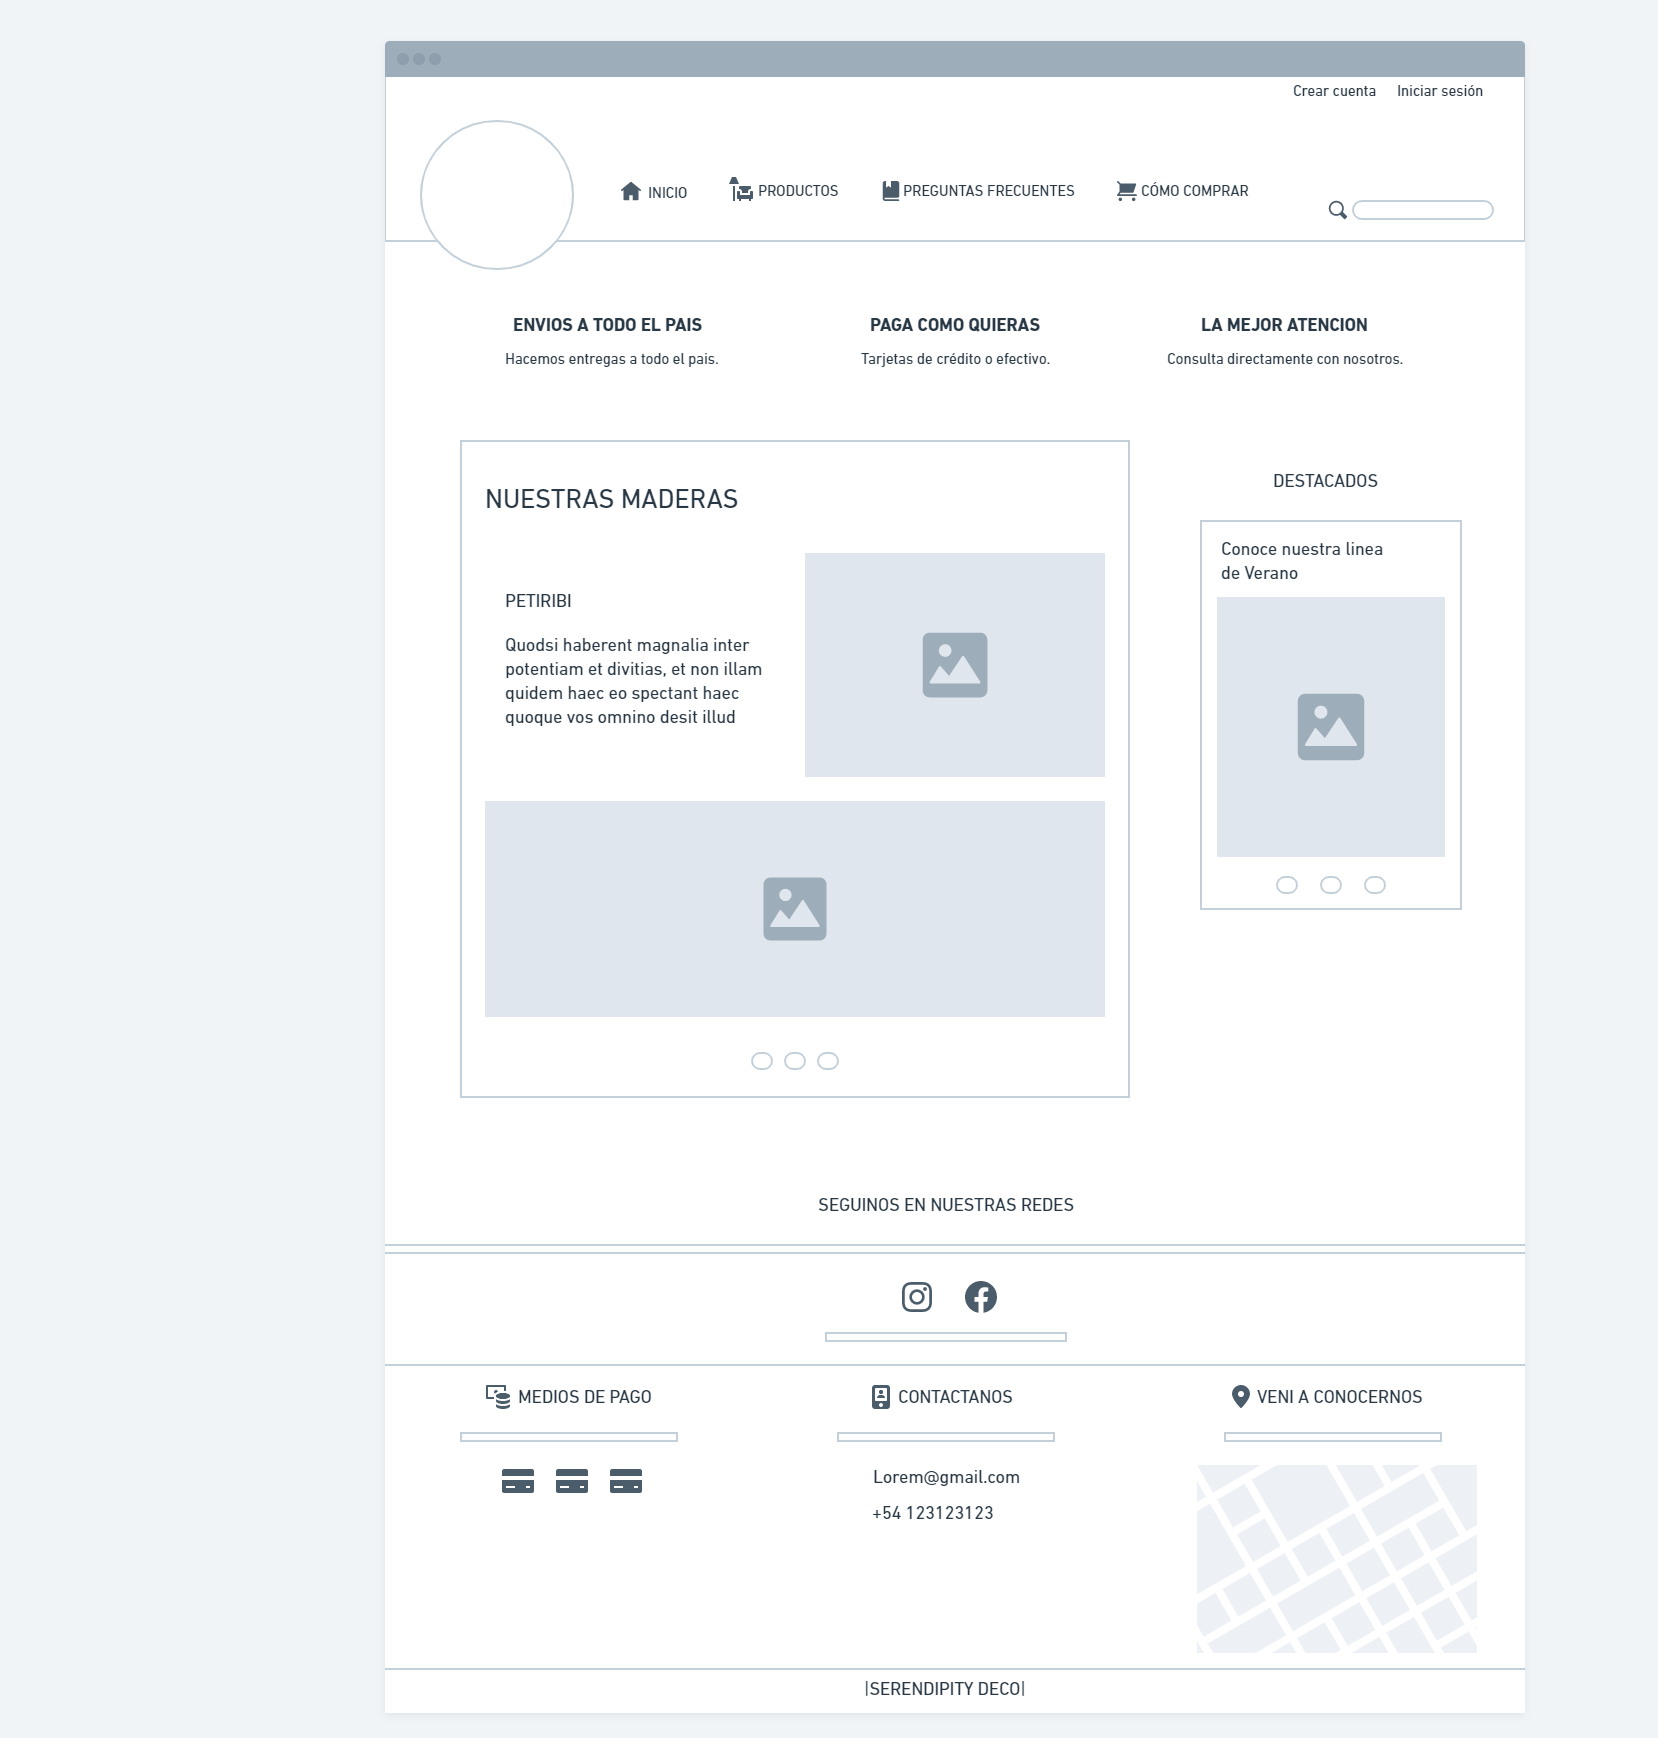 Crear cuenta Iniciar sesión
INICIO PRODUCTOS PREGUNTAS FRECUENTES CÓMO COMPRAR
ENVIOS A TODO EL PAIS
Hacemos entregas a todo el pais.
PAGA COMO QUIERAS
Tarjetas de crédito o efectivo.
LA MEJOR ATENCION
Consulta directamente con nosotros.
NUESTRAS MADERAS
PETIRIBI
Quodsi haberent magnalia inter
potentiam et divitias, et non illam
quidem haec eo spectant haec
quoque vos omnino desit illud
DESTACADOS
Conoce nuestra linea
de Verano
SEGUINOS EN NUESTRAS REDES
MEDIOS DE PAGO
CONTACTANOS
Lorem@gmail.com
+54 123123123
VENI A CONOCERNOS
|SERENDIPITY DECO|